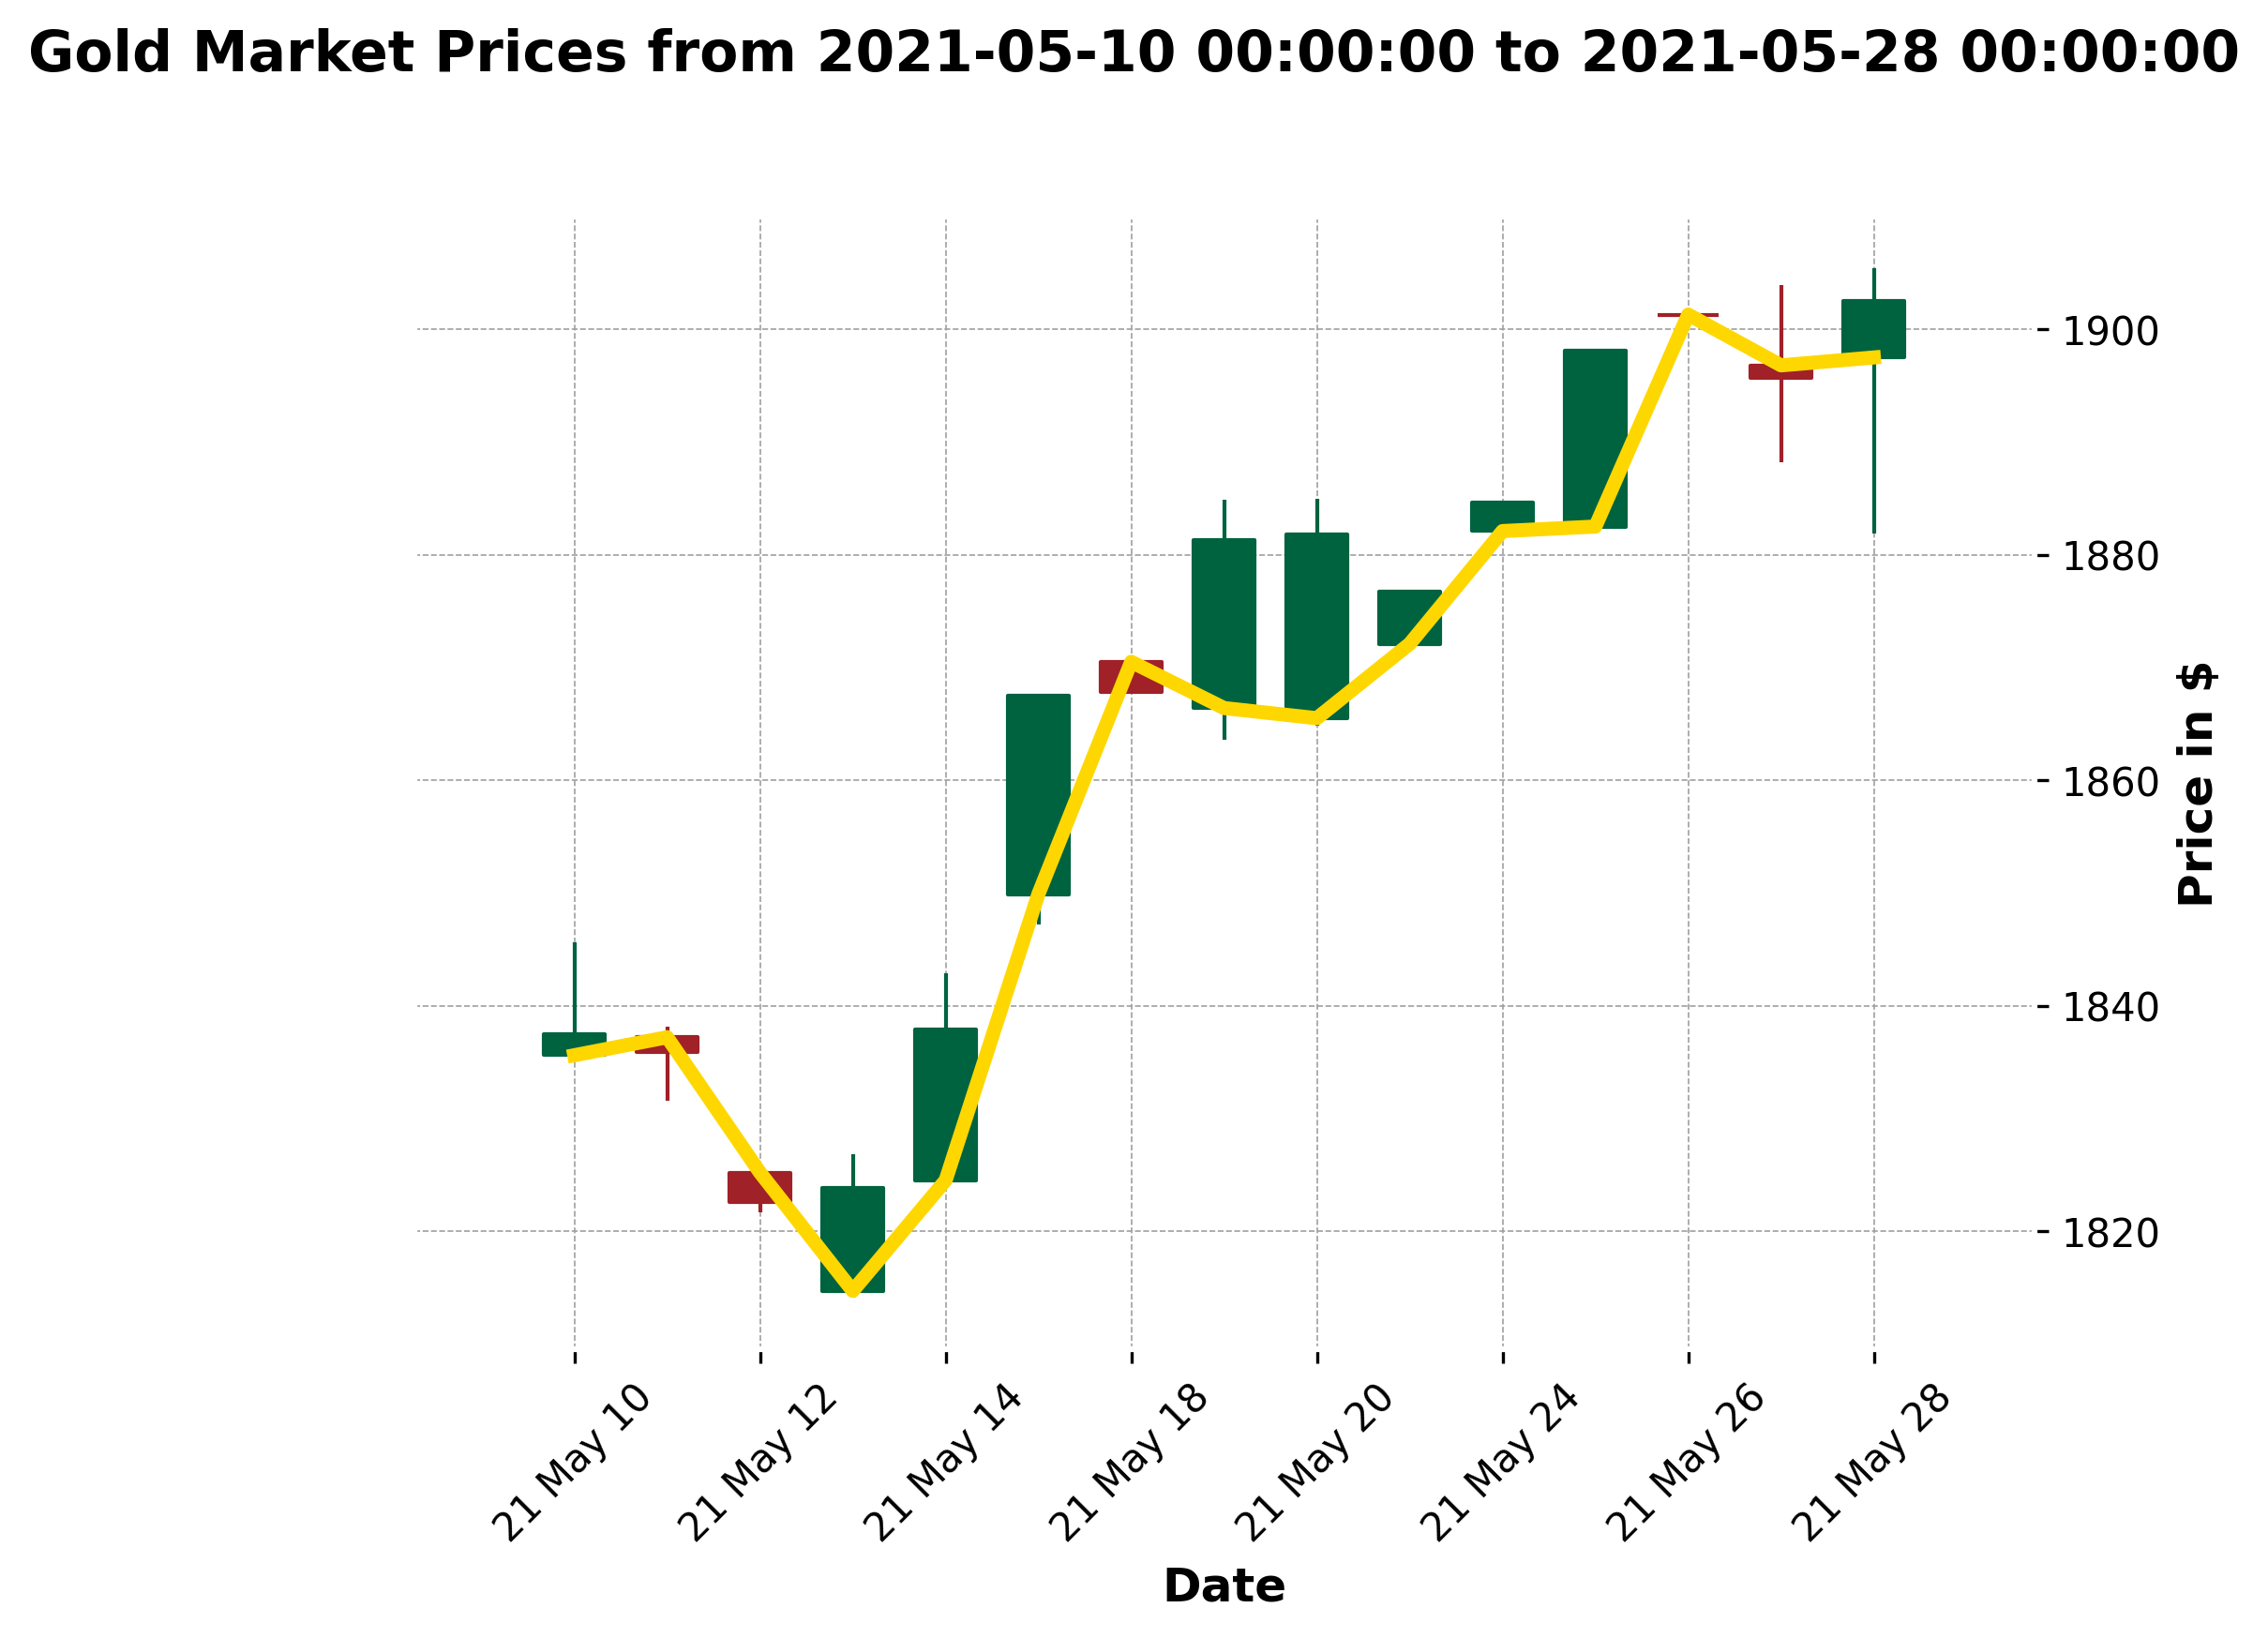 Gold Market Prices from 2021-05-10 00:00:00 to 2021-05-28 00:00:00
1900
1880
1860
1840
1820
Price in $
21 May 10
21 May 12
21 May 14
21 May 18
21 May 20
21 May 24
21 May 26
21 May 28
Date